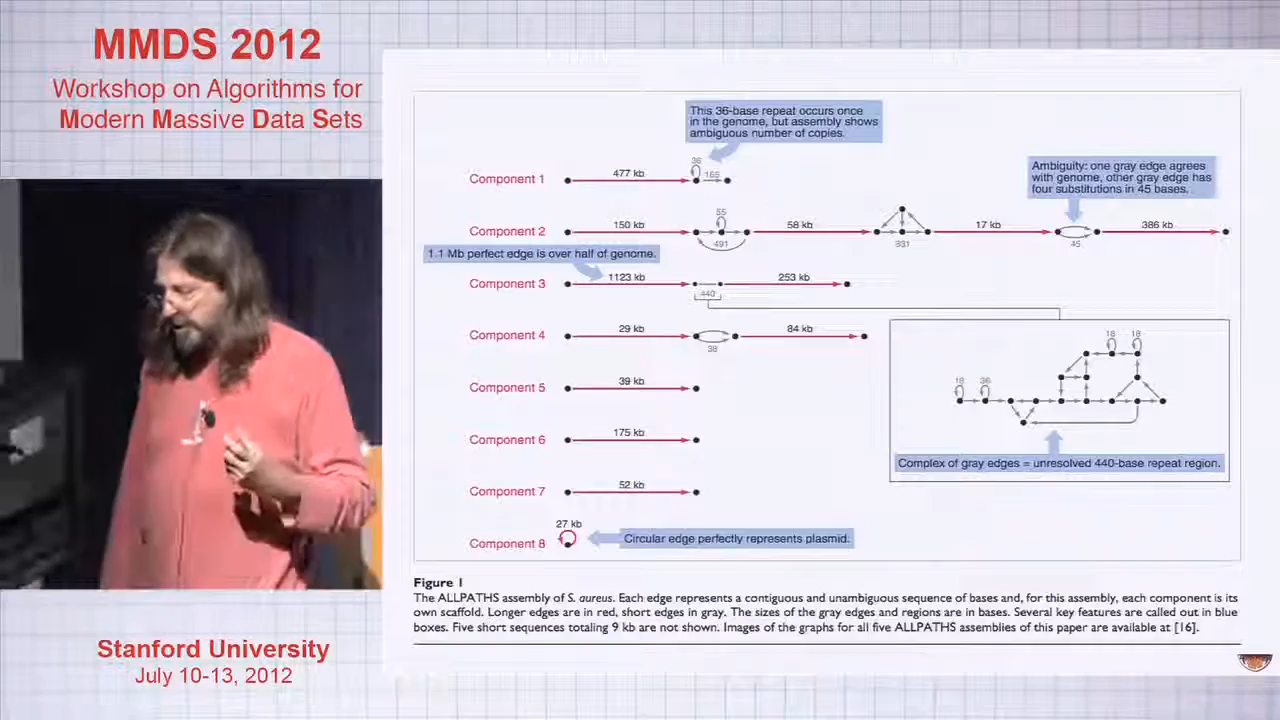 MMDS 2012
Workshop on Algorithms for
Modern Massive Data Sets
This 36-base repeat occurs once
in the genome, but assembly shows
ambiguous number of copies.
36
Component 1
477 kb
165
Ambiguity: one gray edge agrees
with genome, other gray edge has
four substitutions in 45 bases.
55
Component 2
150 kb
491
58 kb
831
17 kb
45
386 kb
1.1 Mb perfect edge is over half of genome.
Component 3
1123 kb
440
253 kb
Component 4
29 kb
38
84 kb
18
18
18
36
Complex of gray edges = unresolved 440-base repeat region.
Component 5
39 kb
Component 6
175 kb
Component 7
52 kb
27 kb
Component 8
Circular edge perfectly represents plasmid.
Figure 1
The ALLPATHS assembly of S. aureus. Each edge represents a contiguous and unambiguous sequence of bases and, for this assembly, each component is its
own scaffold. Longer edges are in red, short edges in gray. The sizes of the gray edges and regions are in bases. Several key features are called out in blue
boxes. Five short sequences totaling 9 kb are not shown. Images of the graphs for all five ALLPATHS assemblies of this paper are available at [16].
Stanford University
July 10-13, 2012